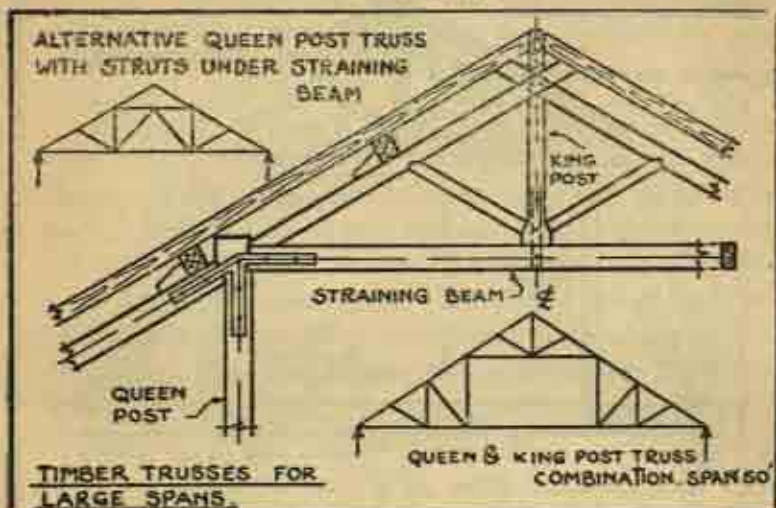 ALTERNATIVE QUEEN POST TRUSS
WITH STRUTS UNDER STRAINING
BEAM
KING
POST
STRAINING BEAM
℄
QUEEN
POST
QUEEN & KING POST TRUSS
COMBINATION. SPAN 50'
TIMBER TRUSSES FOR
LARGE SPANS.